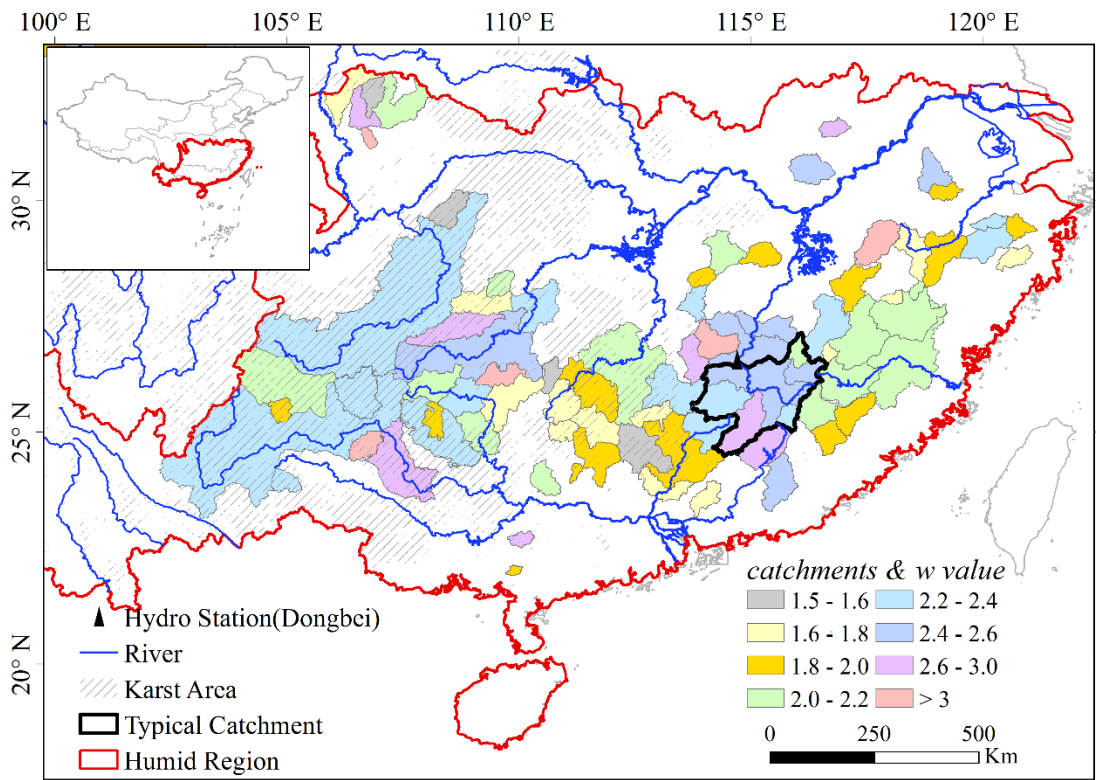 100° E 105° E 110° E 115° E 120° E
30° N
25° N
20° N
Hydro Station(Dongbei)
River
Karst Area
Typical Catchment
Humid Region
catchments & w value
1.5 - 1.6 2.2 - 2.4
1.6 - 1.8 2.4 - 2.6
1.8 - 2.0 2.6 - 3.0
2.0 - 2.2 > 3
0 250 500
Km